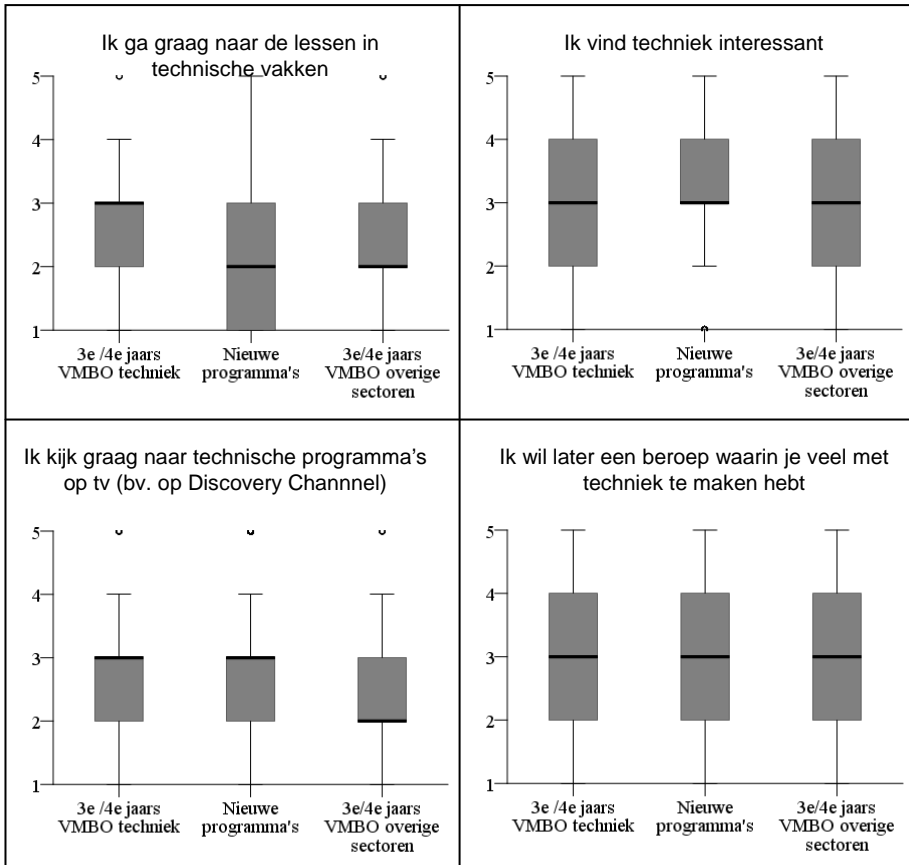 Ik ga graag naar de lessen in
technische vakken
5
4
3
2
1
3e /4e jaars
VMBO techniek
Nieuwe
programma's
3e/4e jaars
VMBO overige
sectoren
Ik vind techniek interessant
5
4
3
2
1
3e /4e jaars
VMBO techniek
Nieuwe
programma's
3e/4e jaars
VMBO overige
sectoren
Ik kijk graag naar technische programma’s
op tv (bv. op Discovery Channnel)
5
4
3
2
1
3e /4e jaars
VMBO techniek
Nieuwe
programma's
3e/4e jaars
VMBO overige
sectoren
Ik wil later een beroep waarin je veel met
techniek te maken hebt
5
4
3
2
1
3e /4e jaars
VMBO techniek
Nieuwe
programma's
3e/4e jaars
VMBO overige
sectoren